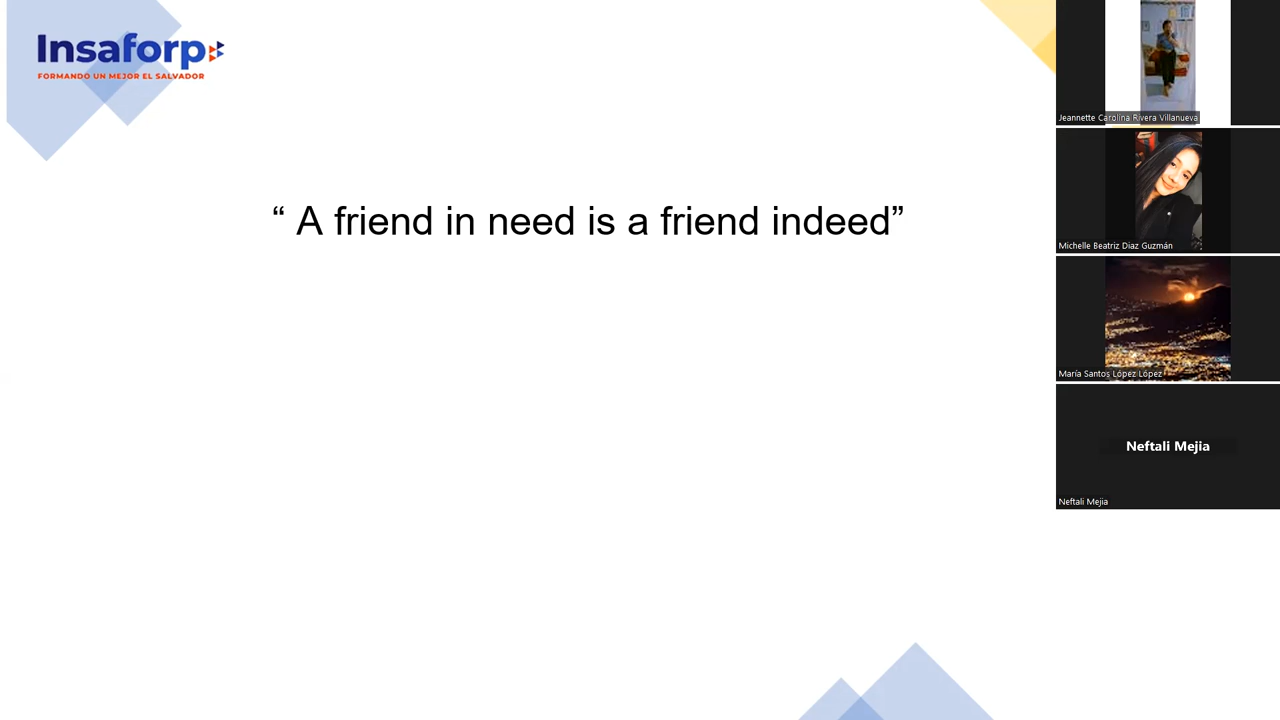 Insaforp
FORMANDO UN MEJOR EL SALVADOR
“ A friend in need is a friend indeed”
Jeannette Carolina Rivera Villanueva
Michelle Beatriz Diaz Guzmán
María Santos López López
Neftali Mejia
Neftali Mejia